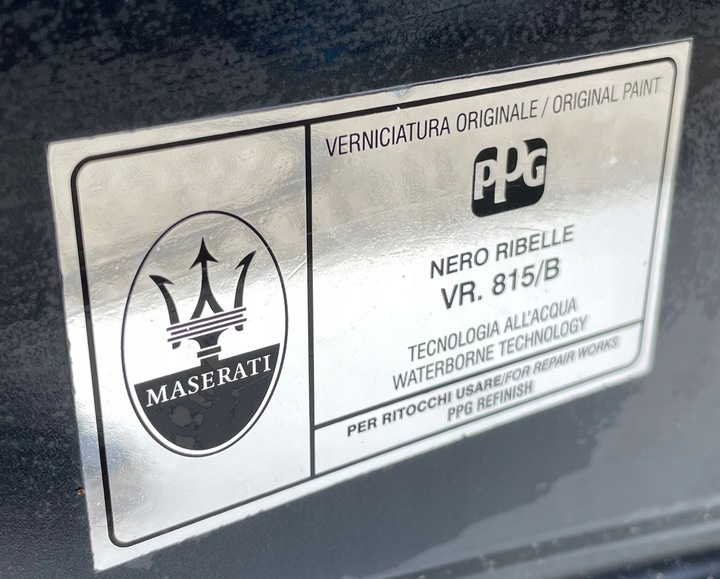 VERNICIATURA ORIGINALE / ORIGINAL PAINT
PPG
NERO RIBELLE
VR. 815/B
TECNOLOGIA ALL'ACQUA
WATERBORNE TECHNOLOGY
PER RITOCCHI USARE/FOR REPAIR WORKS
PPG REFINISH
MASERATI